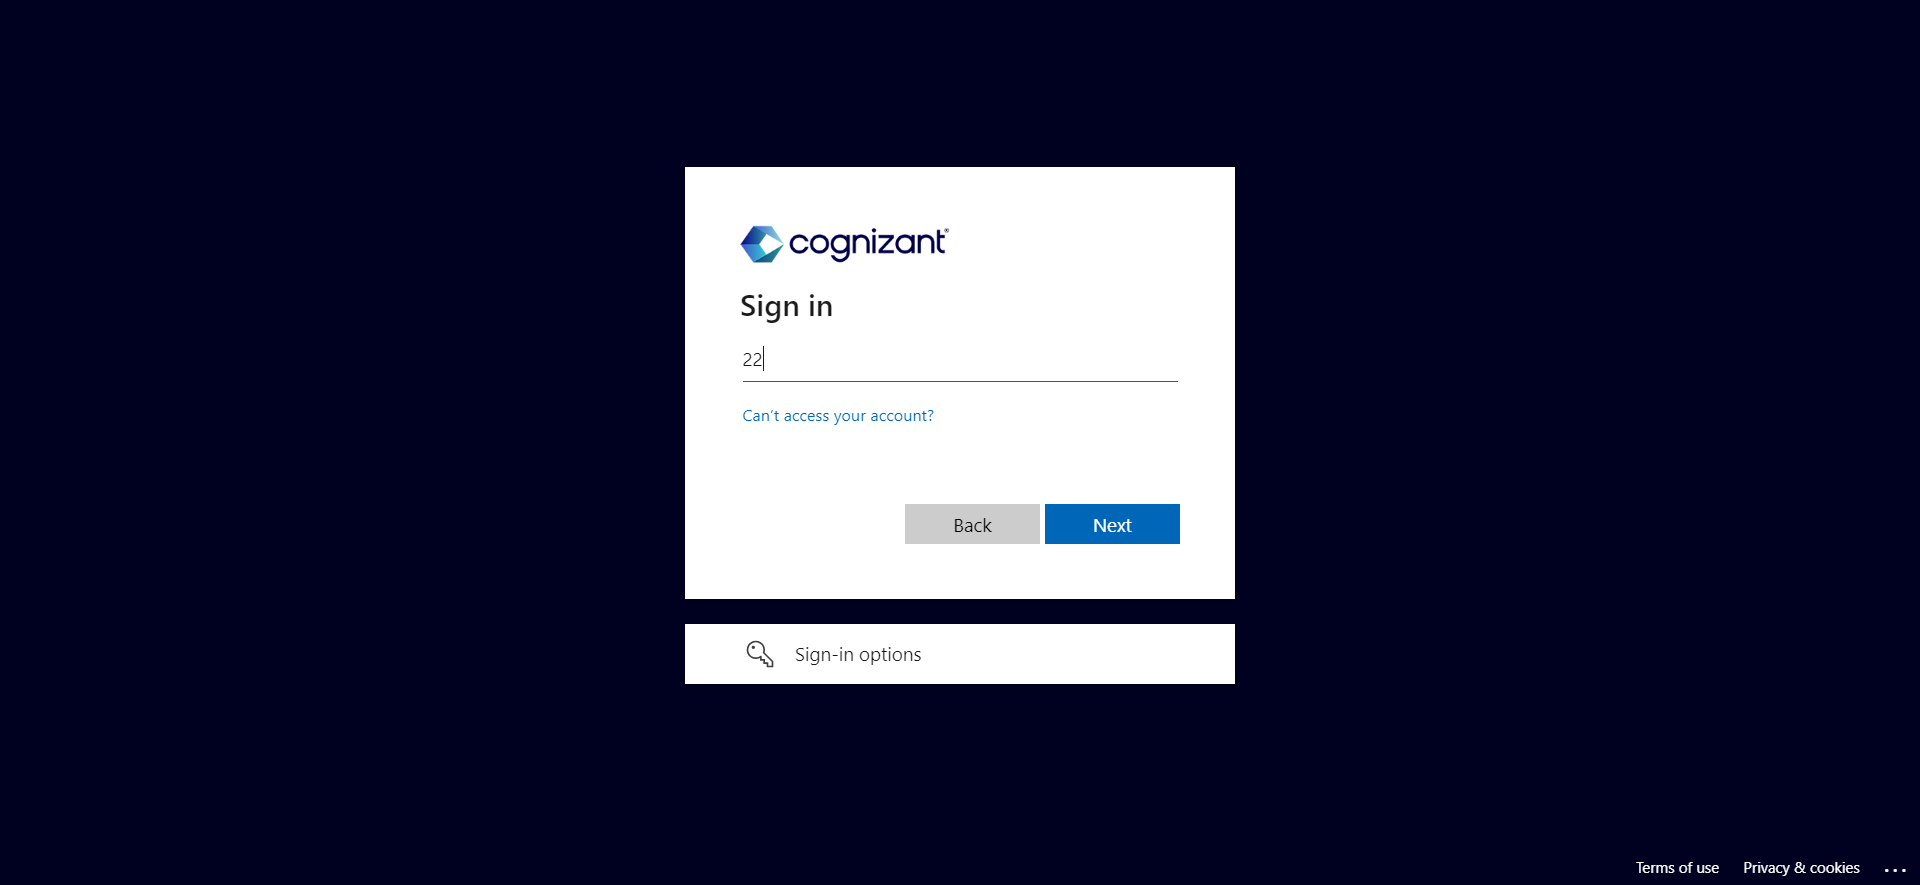 cognizant®
Sign in
22
Can't access your account?
Back Next
Sign-in options
Terms of use Privacy & cookies ...